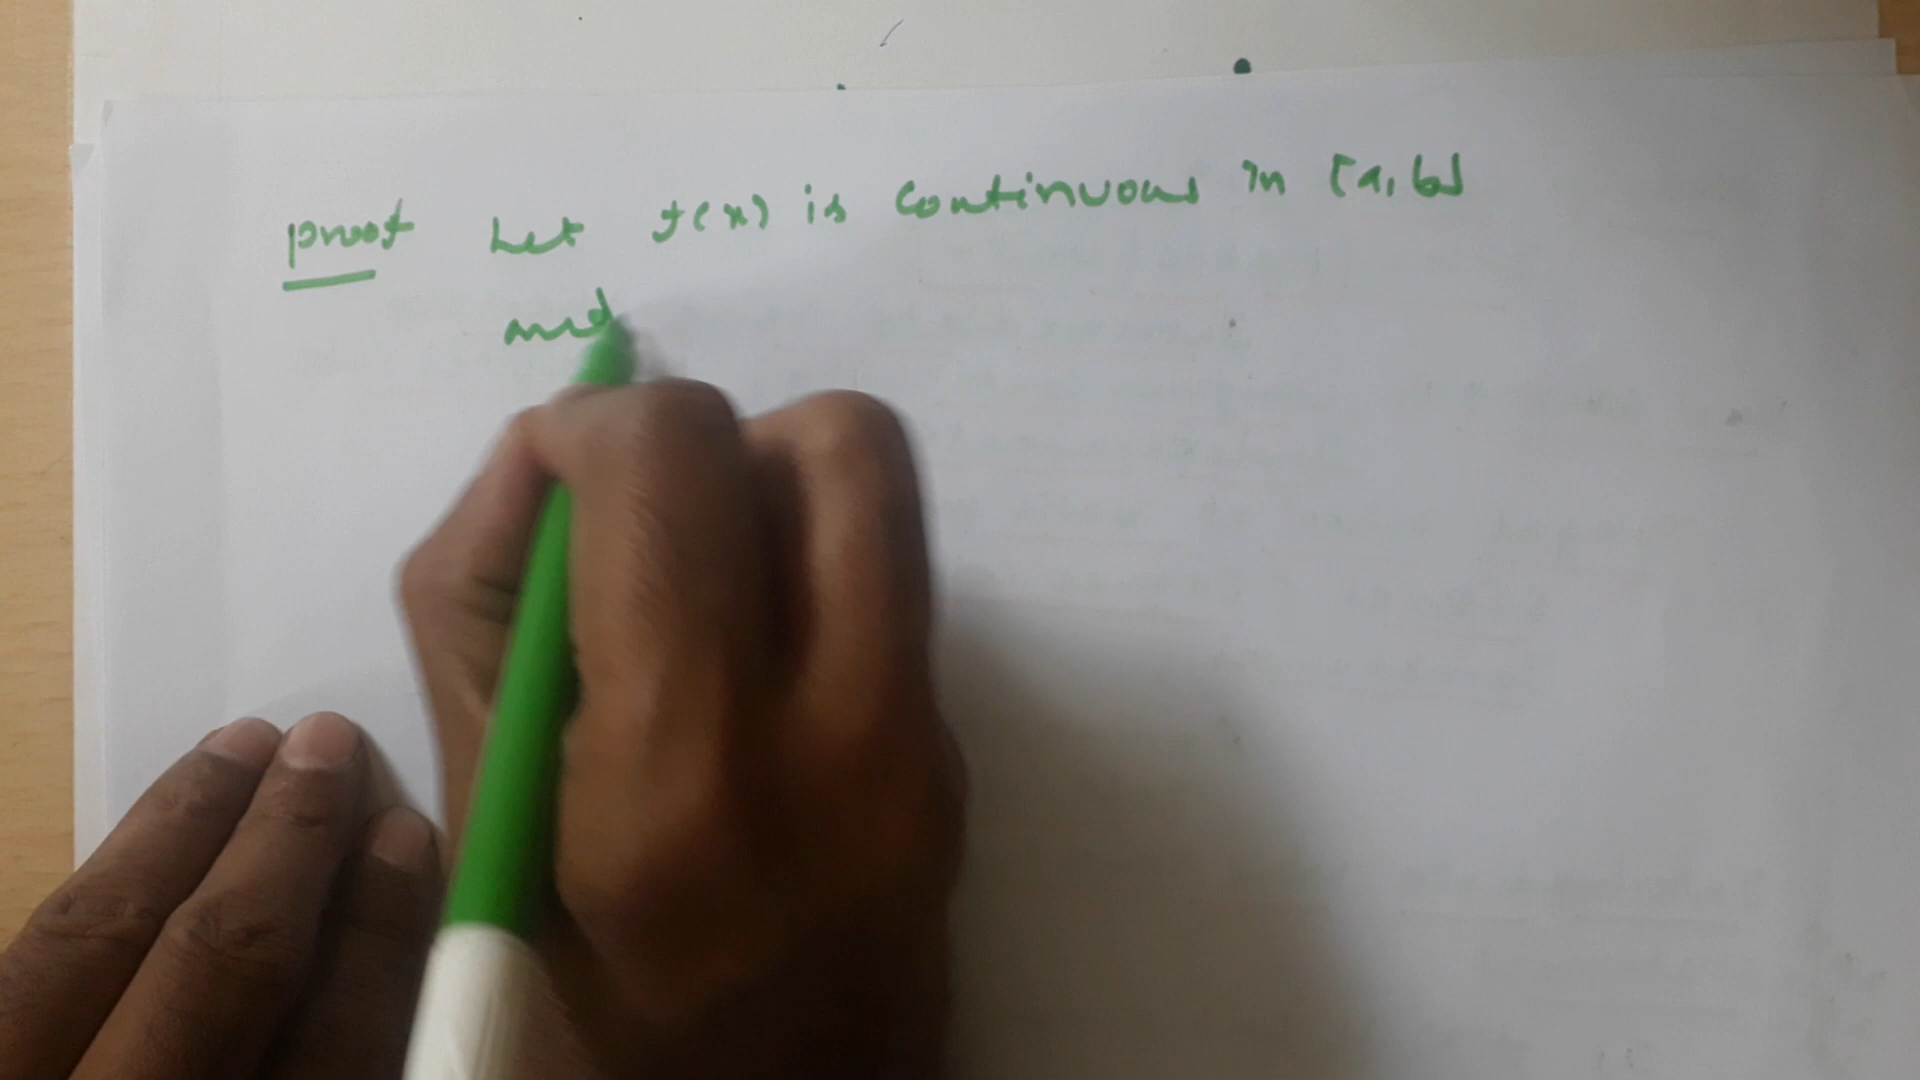 proof Let f(x) is continuous in [a,b]
and